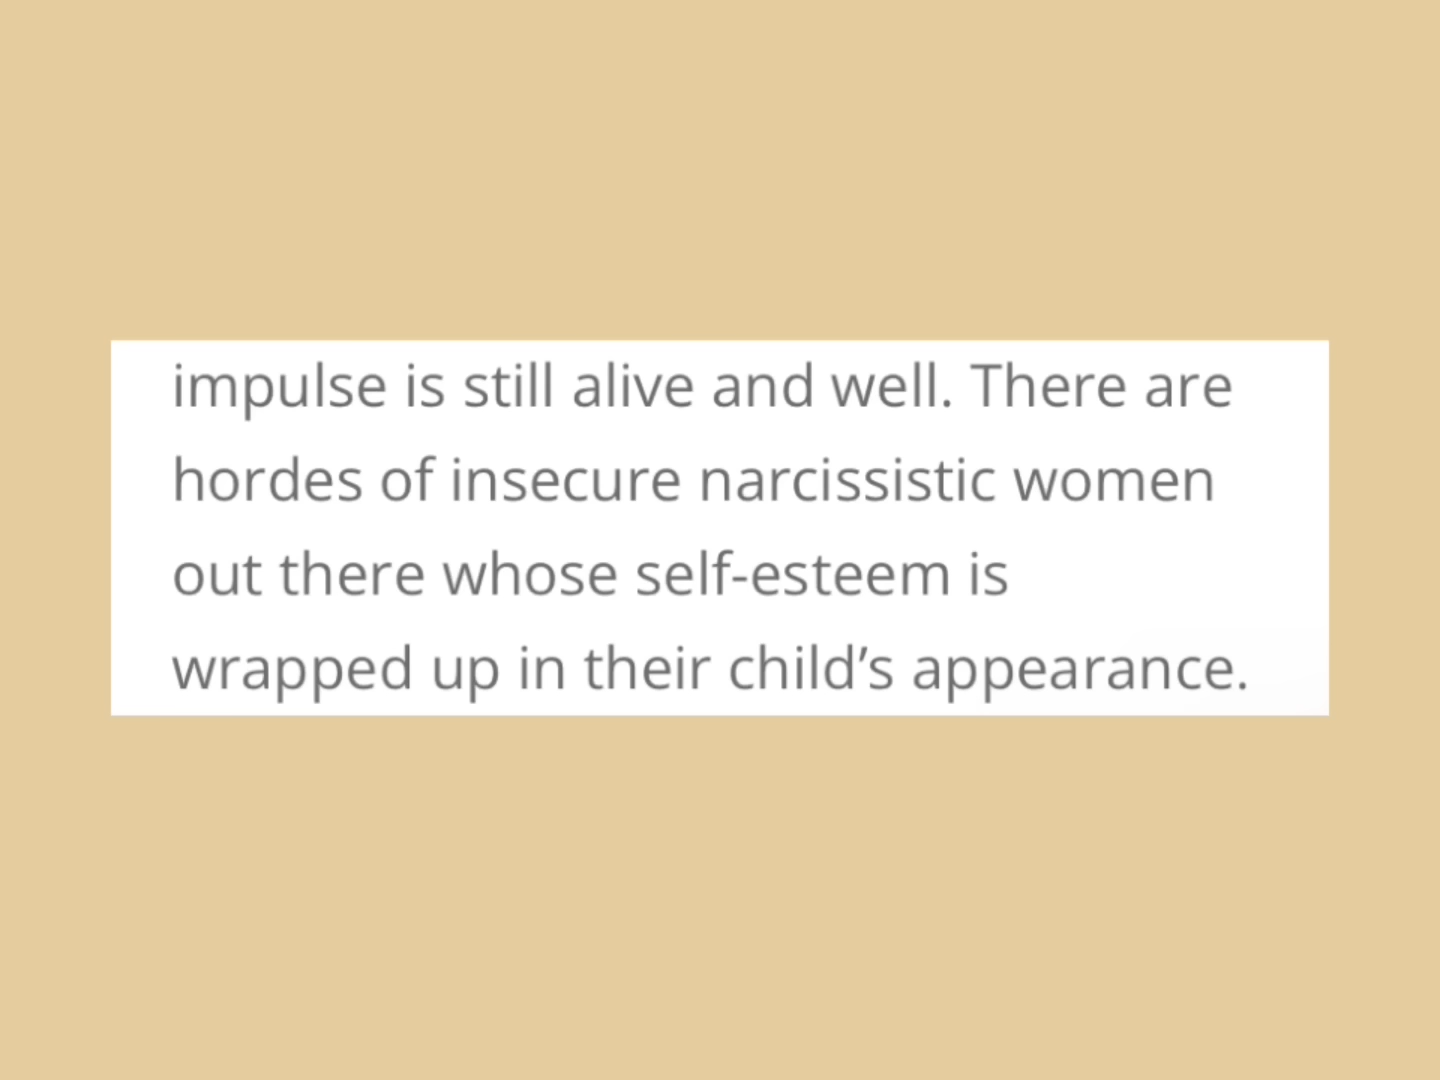 impulse is still alive and well. There are
hordes of insecure narcissistic women
out there whose self-esteem is
wrapped up in their child’s appearance.